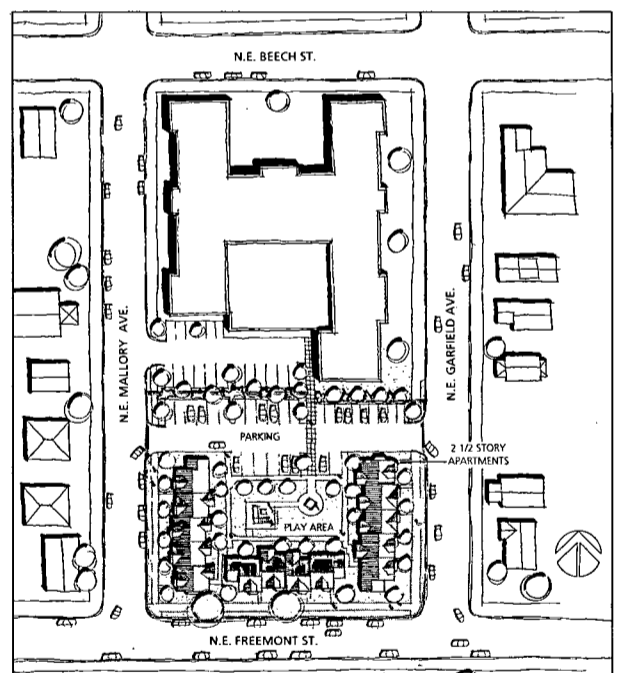 N.E. BEECH ST.
N.E. MALLORY AVE.
N.E. GARFIELD AVE.
PARKING
2 1/2 STORY
APARTMENTS
PLAY AREA
N.E. FREEMONT ST.